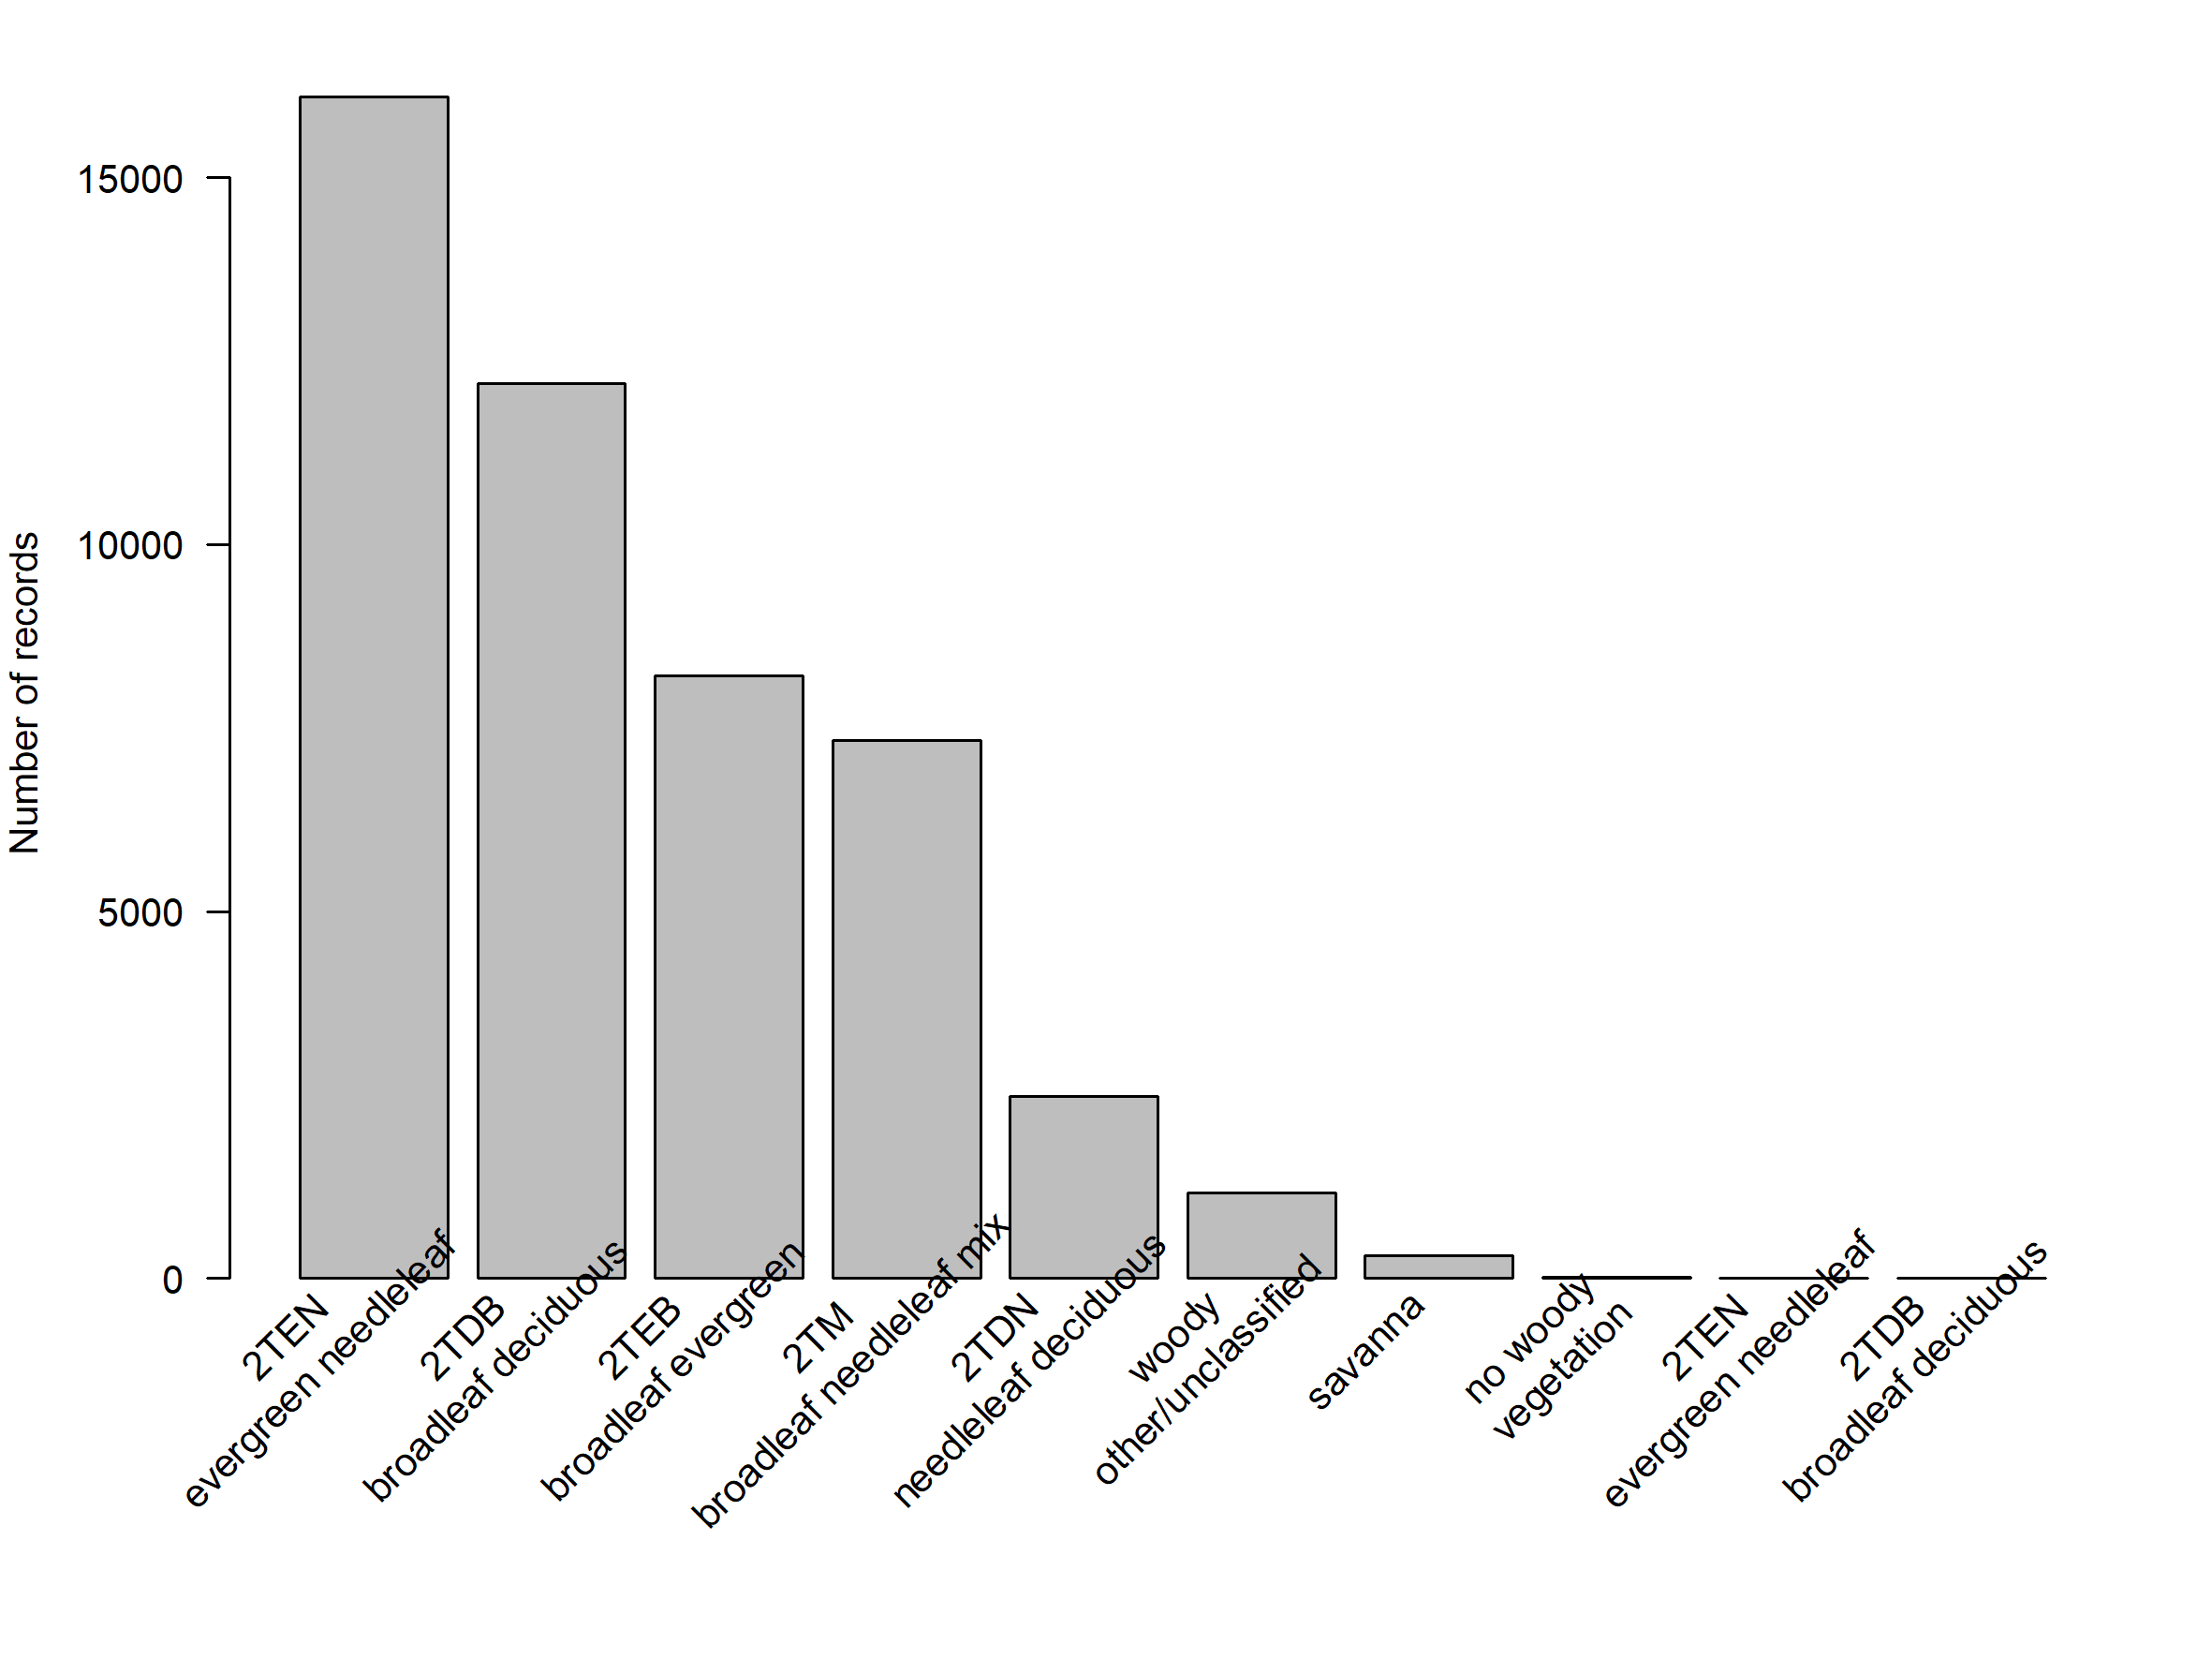 Number of records
15000
10000
5000
0
2TEN
evergreen needleleaf
2TDB
broadleaf deciduous
2TEB
broadleaf evergreen
2TM
broadleaf needleleaf mix
2TDN
needleleaf deciduous
woody
other/unclassified
savanna
no woody
vegetation
2TEN
evergreen needleleaf
2TDB
broadleaf deciduous